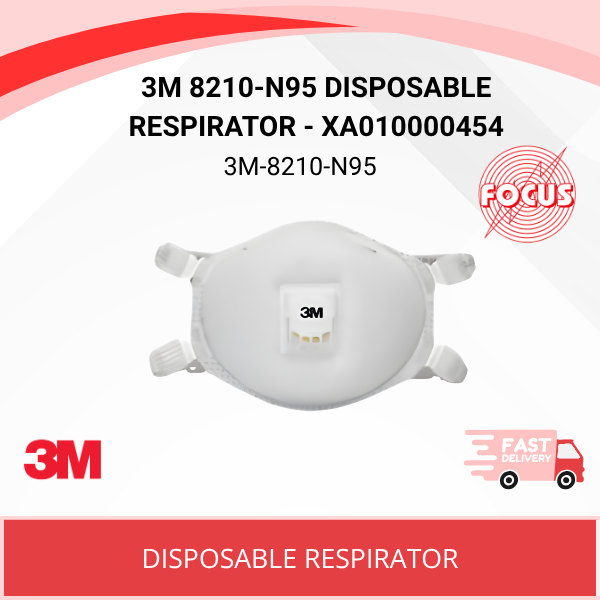 3M 8210-N95 DISPOSABLE
RESPIRATOR - XA010000454
3M-8210-N95
FOCUS
3M
3M
FAST
DELIVERY
DISPOSABLE RESPIRATOR